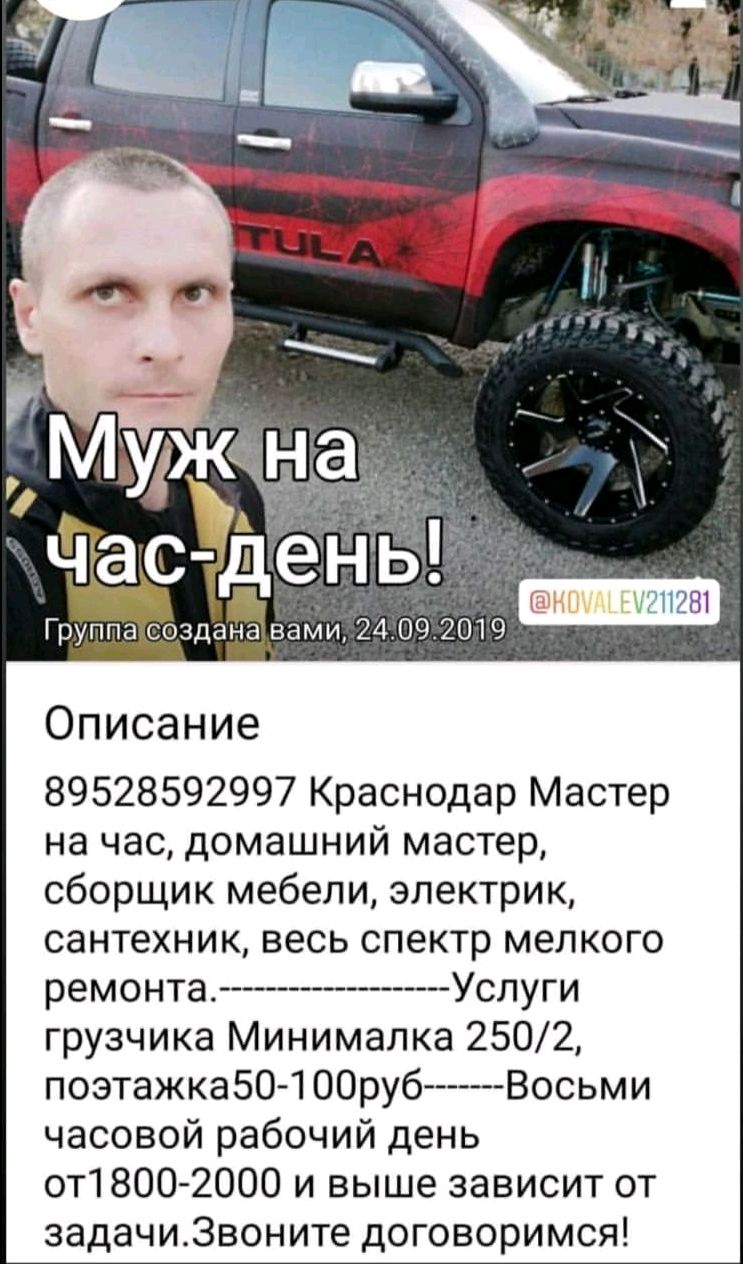 TULA
Муж на
час-день!
@KOVALEV211281
Группа создана вами, 24.09.2019
Описание
89528592997 Краснодар Мастер
на час, домашний мастер,
сборщик мебели, электрик,
сантехник, весь спектр мелкого
ремонта.--------------------Услуги
грузчика Минималка 250/2,
поэтажка50-100руб-------Восьми
часовой рабочий день
от1800-2000 и выше зависит от
задачи.Звоните договоримся!